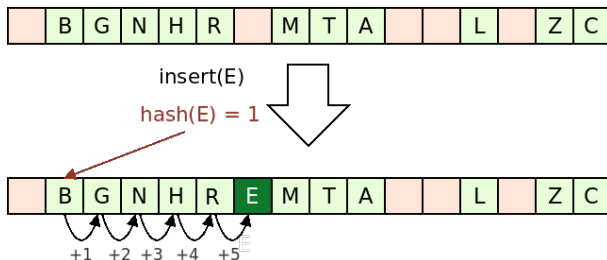 B G N H R M T A L Z C
insert(E)
hash(E) = 1
B G N H R E M T A L Z C
+1 +2 +3 +4 +5
E